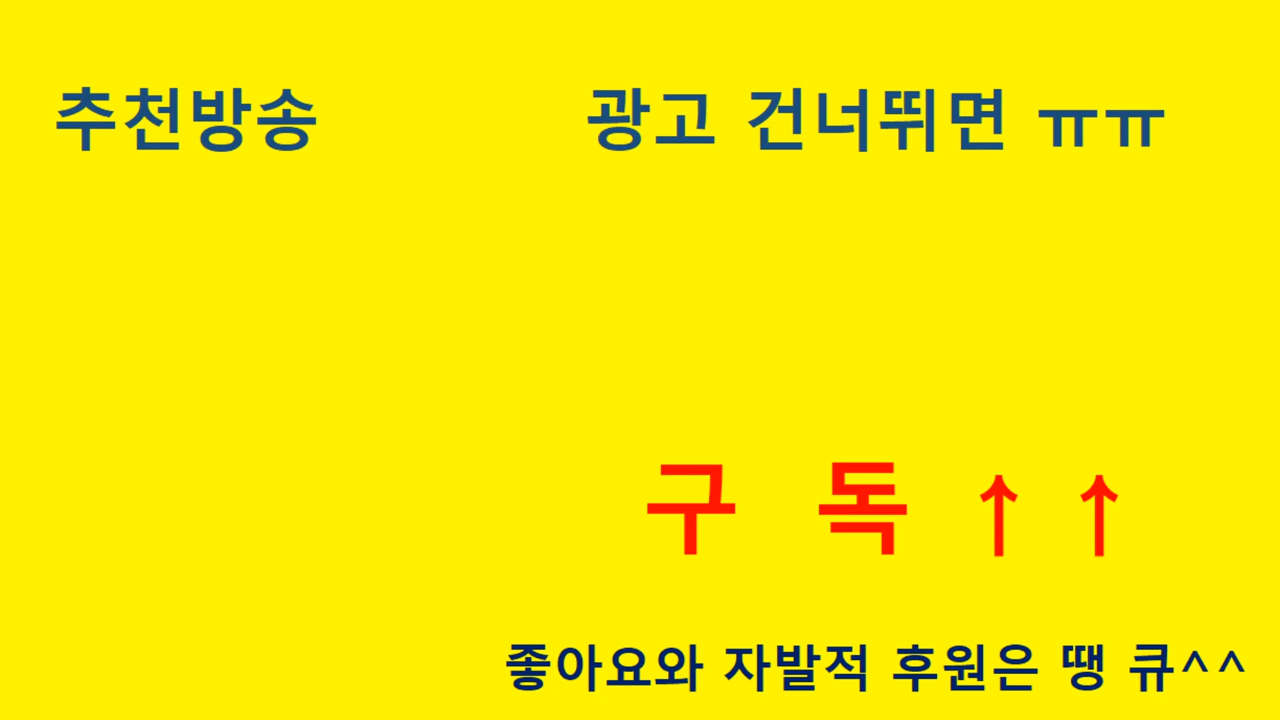 추천방송
광고 건너뛰면 ㅠㅠ
구 독 ↑ ↑
좋아요와 자발적 후원은 땡 큐^^